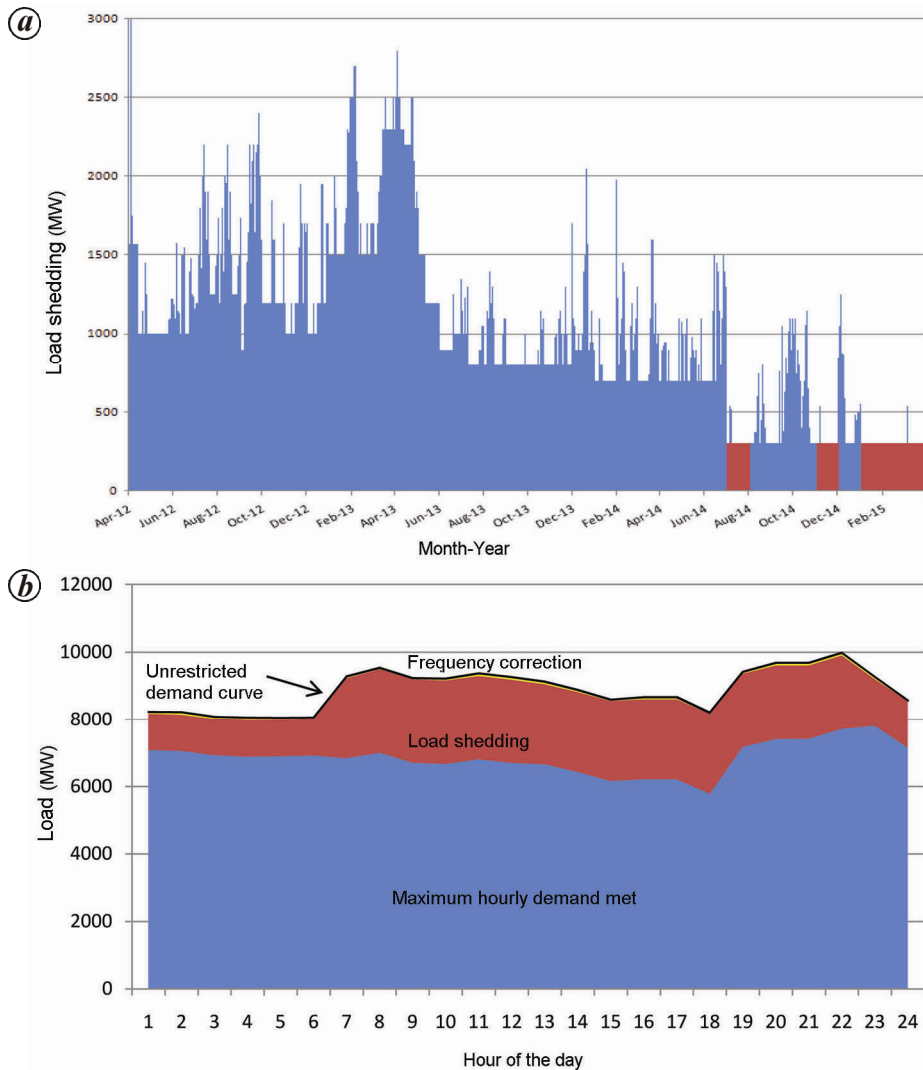 a
3000
2500
2000
1500
1000
500
0
Load shedding (MW)
Apr-12 Jun-12 Aug-12 Oct-12 Dec-12 Feb-13 Apr-13 Jun-13 Aug-13 Oct-13 Dec-13 Feb-14 Apr-14 Jun-14 Aug-14 Oct-14 Dec-14 Feb-15
Month-Year
b
12000
10000
8000
6000
4000
2000
0
Load (MW)
Unrestricted
demand curve
Frequency correction
Load shedding
Maximum hourly demand met
1 2 3 4 5 6 7 8 9 10 11 12 13 14 15 16 17 18 19 20 21 22 23 24
Hour of the day